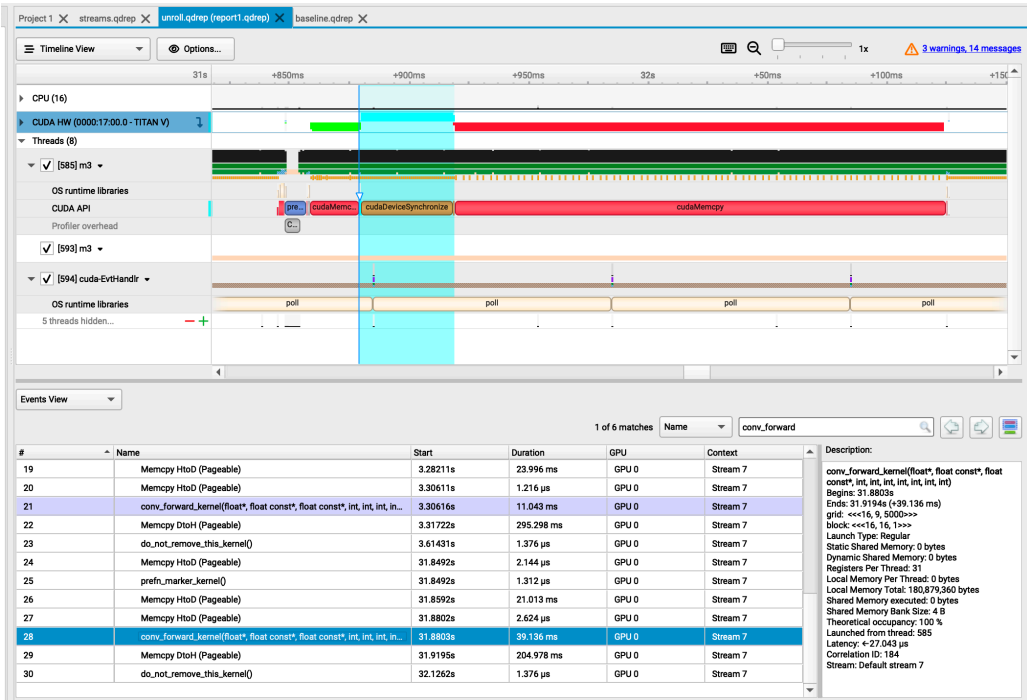 Project 1 X streams.qdrep X unroll.qdrep (report1.qdrep) X baseline.qdrep X
Timeline View Options... 1x 3 warnings, 14 messages
31s +850ms +900ms +950ms 32s +50ms +100ms +150
CPU (16)
CUDA HW (0000:17:00.0 - TITAN V)
Threads (8)
[585] m3
OS runtime libraries
CUDA API pre... cudaMemc... cudaDeviceSynchronize cudaMemcpy
Profiler overhead C...
[593] m3
[594] cuda-EvtHandlr
OS runtime libraries poll poll poll poll
5 threads hidden...
Events View
1 of 6 matches Name conv_forward
# Name Start Duration GPU Context
19 Memcpy HtoD (Pageable) 3.28211s 23.996 ms GPU 0 Stream 7
20 Memcpy HtoD (Pageable) 3.30611s 1.216 μs GPU 0 Stream 7
21 conv_forward_kernel(float*, float const*, float const*, int, int, int, in... 3.30616s 11.043 ms GPU 0 Stream 7
22 Memcpy DtoH (Pageable) 3.31722s 295.298 ms GPU 0 Stream 7
23 do_not_remove_this_kernel() 3.61431s 1.376 μs GPU 0 Stream 7
24 Memcpy HtoD (Pageable) 31.8492s 2.144 μs GPU 0 Stream 7
25 prefn_marker_kernel() 31.8492s 1.312 μs GPU 0 Stream 7
26 Memcpy HtoD (Pageable) 31.8592s 21.013 ms GPU 0 Stream 7
27 Memcpy HtoD (Pageable) 31.8802s 2.624 μs GPU 0 Stream 7
28 conv_forward_kernel(float*, float const*, float const*, int, int, int, in... 31.8803s 39.136 ms GPU 0 Stream 7
29 Memcpy DtoH (Pageable) 31.9195s 204.978 ms GPU 0 Stream 7
30 do_not_remove_this_kernel() 32.1262s 1.376 μs GPU 0 Stream 7
Description:
conv_forward_kernel(float*, float const*, float
const*, int, int, int, int, int, int, int)
Begins: 31.8803s
Ends: 31.9194s (+39.136 ms)
grid: <<<16, 9, 5000>>>
block: <<<16, 16, 1>>>
Launch Type: Regular
Static Shared Memory: 0 bytes
Dynamic Shared Memory: 0 bytes
Registers Per Thread: 31
Local Memory Per Thread: 0 bytes
Local Memory Total: 180,879,360 bytes
Shared Memory executed: 0 bytes
Shared Memory Bank Size: 4 B
Theoretical occupancy: 100 %
Launched from thread: 585
Latency: ←27.043 μs
Correlation ID: 184
Stream: Default stream 7